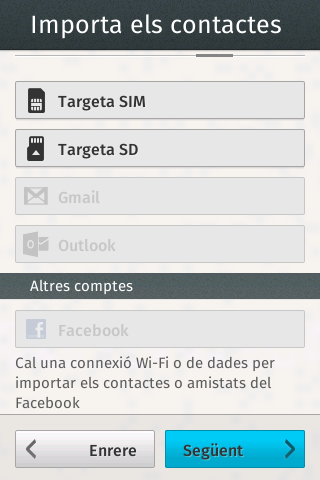 Importa els contactes
Targeta SIM
Targeta SD
Gmail
Outlook
Altres comptes
Facebook
Cal una connexió Wi-Fi o de dades per
importar els contactes o amistats del
Facebook
Enrere
Següent